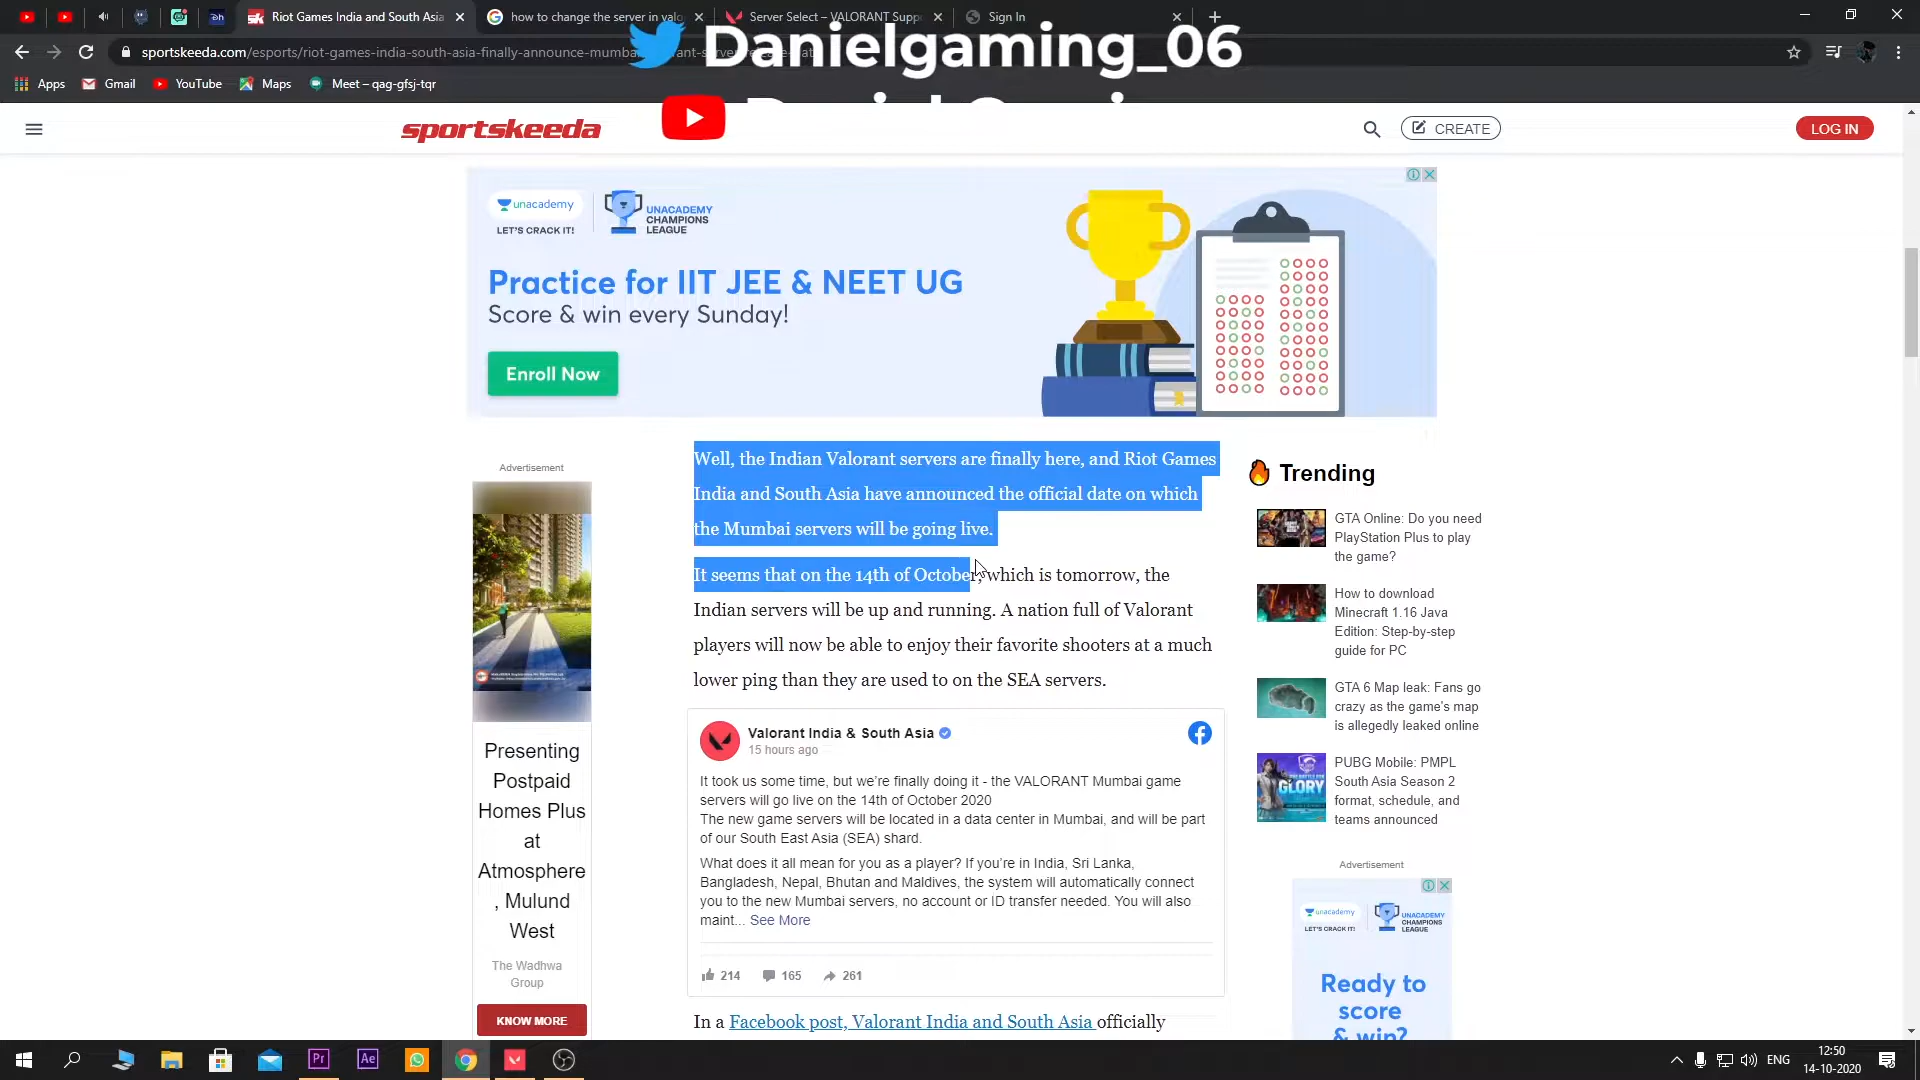 Riot Games India and South Asia
how to change the server in valo
Server Select – VALORANT Supp
Sign In
sportskeeda.com/esports/riot-games-india-south-asia-finally-announce-mumba
Danielgaming_06
Apps
Gmail
YouTube
Maps
Meet – qag-gfsj-tqr
sportskeeda
CREATE
LOG IN
unacademy
LET'S CRACK IT!
UNACADEMY
CHAMPIONS
LEAGUE
Practice for IIT JEE & NEET UG
Score & win every Sunday!
Enroll Now
Advertisement
Presenting
Postpaid
Homes Plus
at
Atmosphere
, Mulund
West
The Wadhwa
Group
KNOW MORE
Well, the Indian Valorant servers are finally here, and Riot Games
India and South Asia have announced the official date on which
the Mumbai servers will be going live.
It seems that on the 14th of October, which is tomorrow, the
Indian servers will be up and running. A nation full of Valorant
players will now be able to enjoy their favorite shooters at a much
lower ping than they are used to on the SEA servers.
Valorant India & South Asia
15 hours ago
It took us some time, but we're finally doing it - the VALORANT Mumbai game
servers will go live on the 14th of October 2020
The new game servers will be located in a data center in Mumbai, and will be part
of our South East Asia (SEA) shard.
What does it all mean for you as a player? If you're in India, Sri Lanka,
Bangladesh, Nepal, Bhutan and Maldives, the system will automatically connect
you to the new Mumbai servers, no account or ID transfer needed. You will also
maint... See More
214
165
261
In a Facebook post, Valorant India and South Asia officially
Trending
GTA Online: Do you need
PlayStation Plus to play
the game?
How to download
Minecraft 1.16 Java
Edition: Step-by-step
guide for PC
GTA 6 Map leak: Fans go
crazy as the game's map
is allegedly leaked online
PUBG Mobile: PMPL
South Asia Season 2
format, schedule, and
teams announced
Advertisement
unacademy
LET'S CRACK IT!
UNACADEMY
CHAMPIONS
LEAGUE
Ready to
score
& win?
Pr
Ae
ENG
12:50
14-10-2020